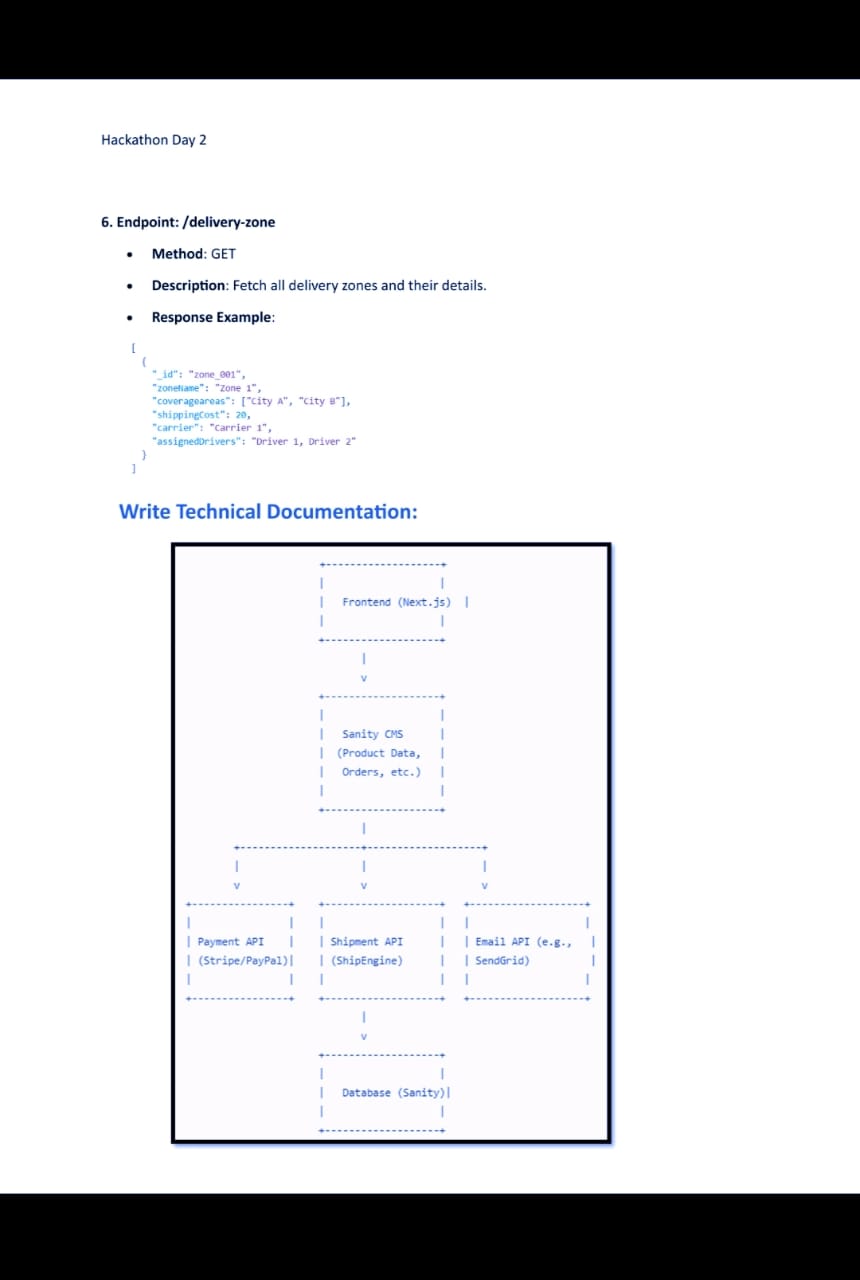 Hackathon Day 2
6. Endpoint: /delivery-zone
• Method: GET
• Description: Fetch all delivery zones and their details.
• Response Example:
[
{
"_id": "zone_001",
"zoneName": "Zone 1",
"coverageareas": ["City A", "City B"],
"shippingCost": 20,
"carrier": "Carrier 1",
"assignedDrivers": "Driver 1, Driver 2"
}
]
Write Technical Documentation:
Frontend (Next.js)
Sanity CMS
(Product Data,
Orders, etc.)
Payment API
(Stripe/PayPal)
Shipment API
(ShipEngine)
Email API (e.g.,
SendGrid)
Database (Sanity)